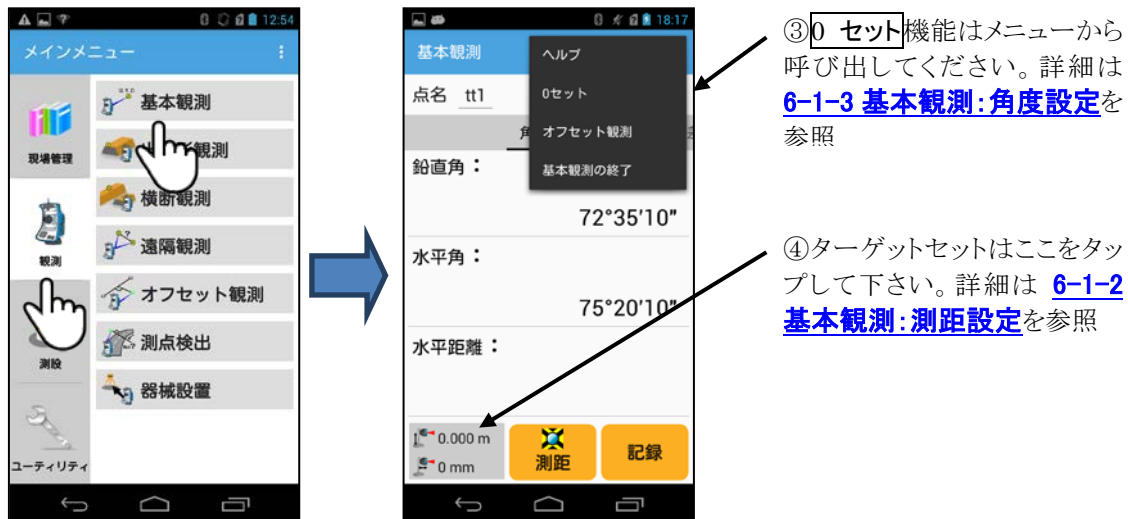 12:54
メインメニュー
基本観測
観測
現場管理
横断観測
遠隔観測
観測
オフセット観測
測点検出
測設
器械設置
ユーティリティ
18:17
基本観測
ヘルプ
0セット
オフセット観測
基本観測の終了
点名 tt1
鉛直角：
72°35'10"
水平角：
75°20'10"
水平距離：
0.000 m
0 mm
測距
記録
③0 セット機能はメニューから
呼び出してください。詳細は
6-1-3 基本観測：角度設定を
参照
④ターゲットセットはここをタッ
プして下さい。詳細は 6-1-2
基本観測：測距設定を参照